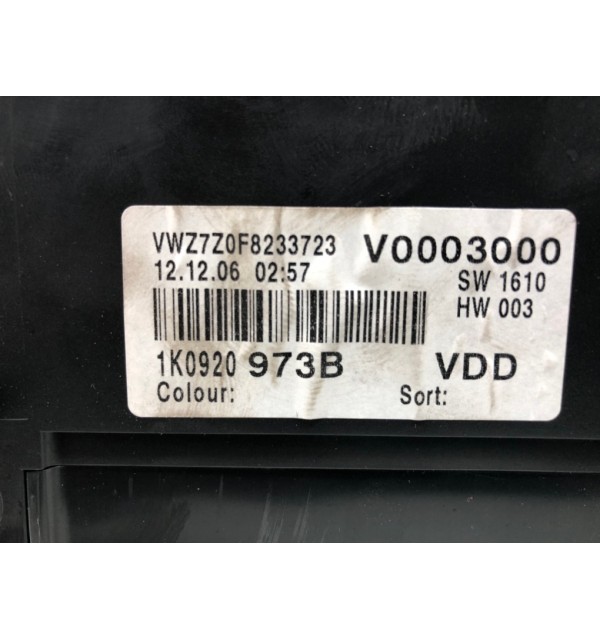 VWZ7Z0F8233723 V0003000
12.12.06 02:57 SW 1610
HW 003
1K0920 973B VDD
Colour: Sort: